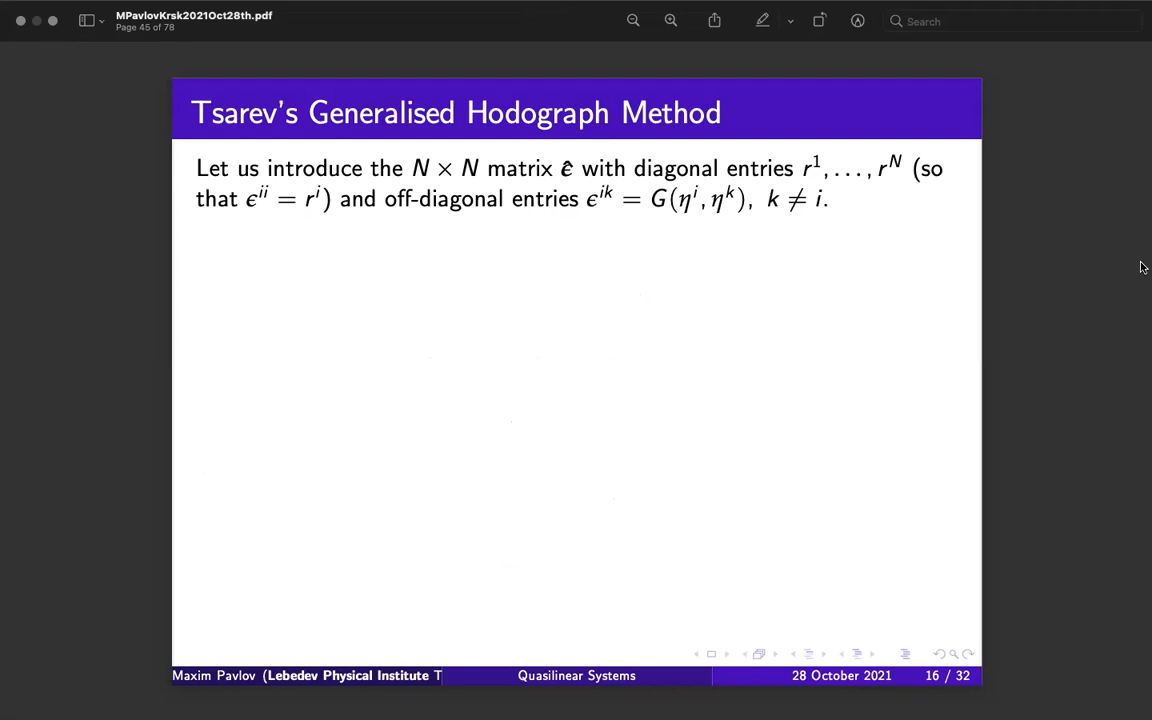 MPavlovKrsk2021Oct28th.pdf
Page 45 of 78
Search
Tsarev's Generalised Hodograph Method
Let us introduce the N × N matrix ϵ̂ with diagonal entries r¹, . . . , rᴺ (so
that ϵⁱⁱ = rⁱ) and off-diagonal entries ϵⁱᵏ = G(ηⁱ, ηᵏ), k ≠ i.
Maxim Pavlov (Lebedev Physical Institute T
Quasilinear Systems
28 October 2021
16 / 32